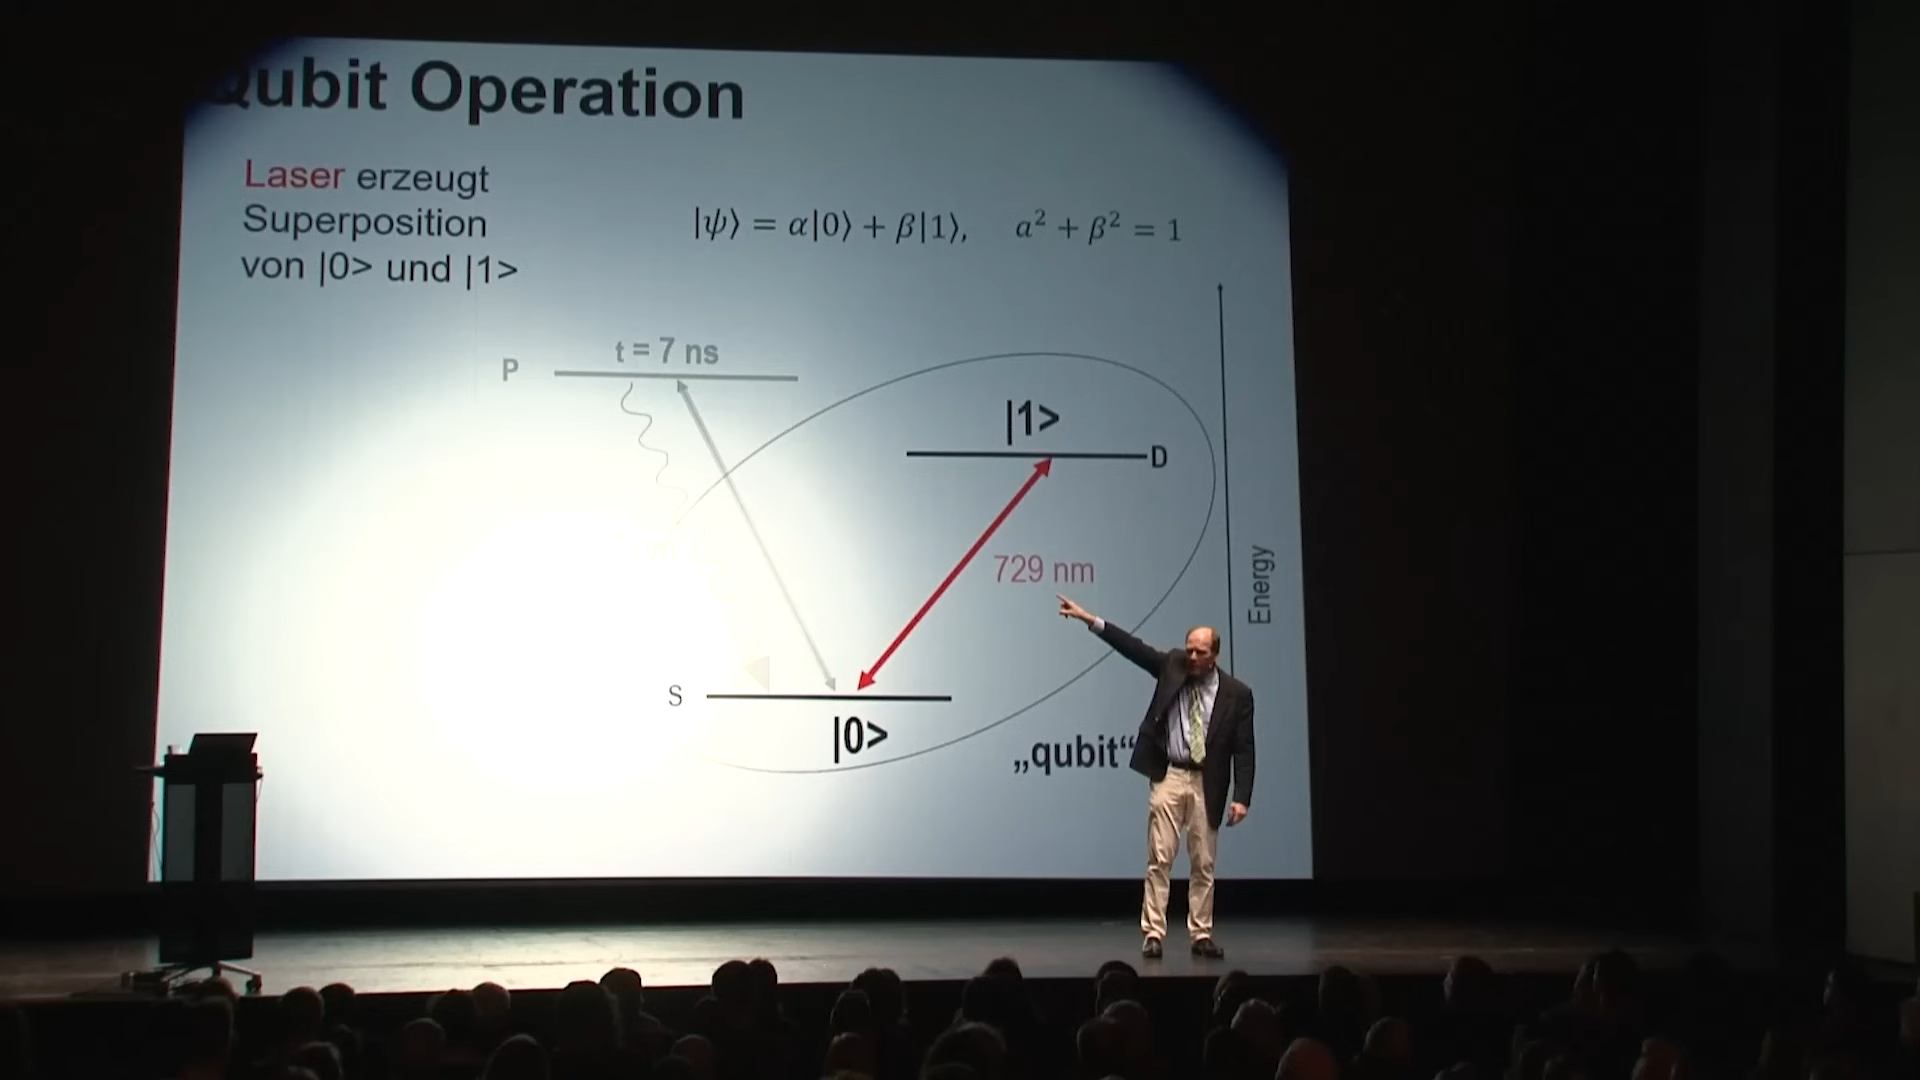 Qubit Operation
Laser erzeugt
Superposition
von |0> und |1>
|ψ⟩ = α|0⟩ + β|1⟩, α² + β² = 1
t = 7 ns
P
|1>
D
729 nm
Energy
S
|0>
„qubit“